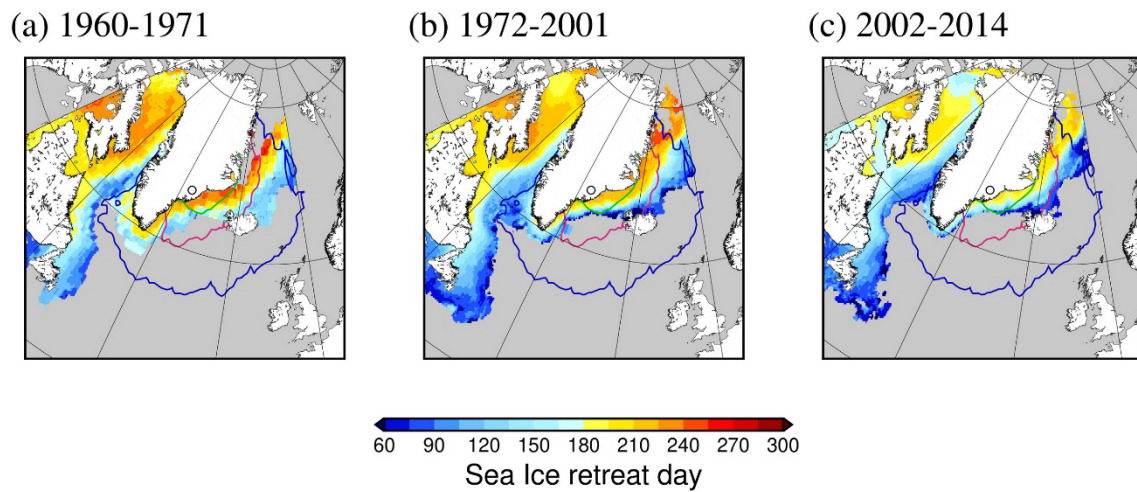 (a) 1960-1971
(b) 1972-2001
(c) 2002-2014
60 90 120 150 180 210 240 270 300
Sea Ice retreat day